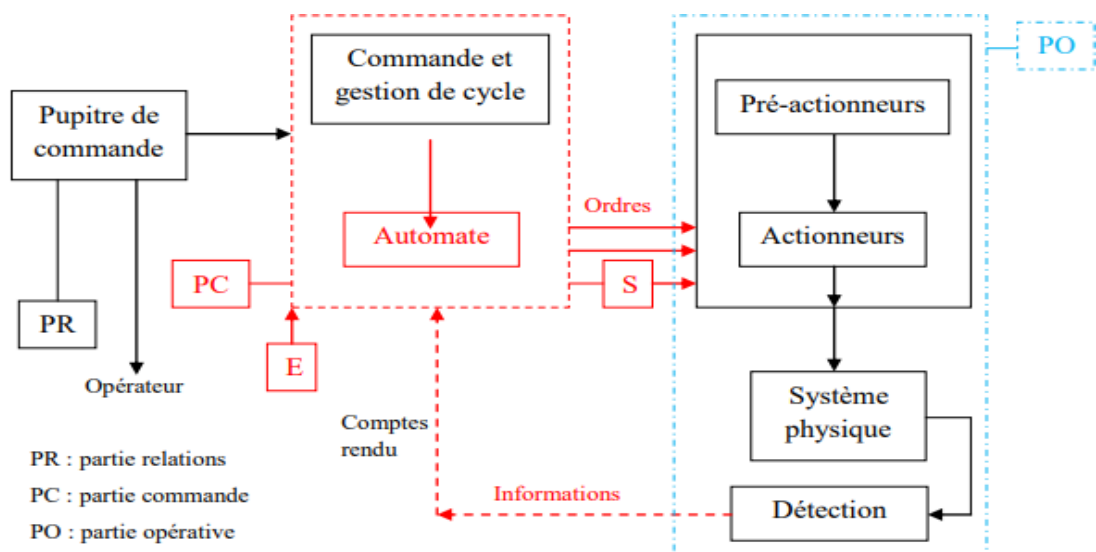 Commande et
gestion de cycle
PO
Pupitre de
commande
Pré-actionneurs
Ordres
Automate
Actionneurs
PC
S
PR
E
Opérateur
Système
physique
Comptes
rendu
PR : partie relations
PC : partie commande
Informations
Détection
PO : partie opérative